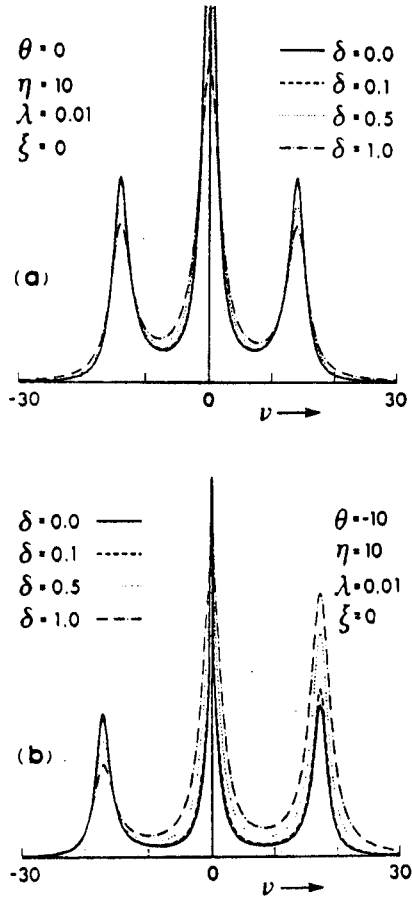 θ = 0
η = 10
λ = 0.01
ξ = 0
δ = 0.0
δ = 0.1
δ = 0.5
δ = 1.0
(a)
-30 0 30
ν →
δ = 0.0
δ = 0.1
δ = 0.5
δ = 1.0
θ = -10
η = 10
λ = 0.01
ξ = 0
(b)
-30 0 30
ν →